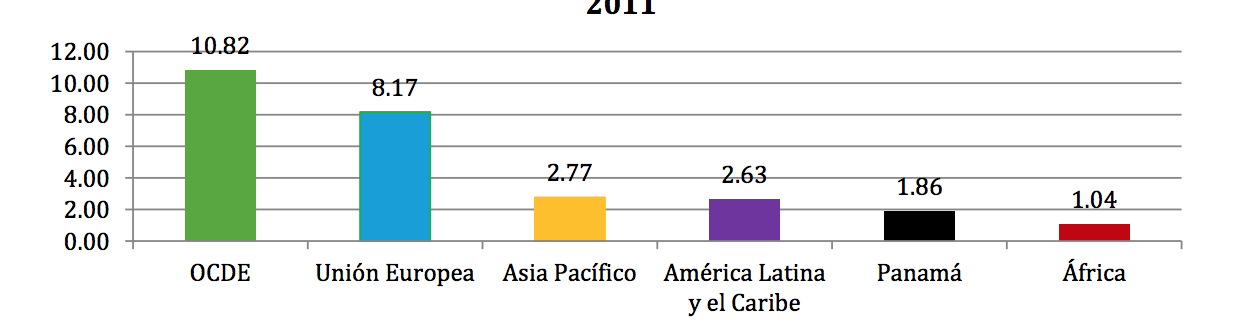 2011
12.00
10.00
8.00
6.00
4.00
2.00
0.00
10.82
8.17
2.77
2.63
1.86
1.04
OCDE
Unión Europea
Asia Pacífico
América Latina
y el Caribe
Panamá
África